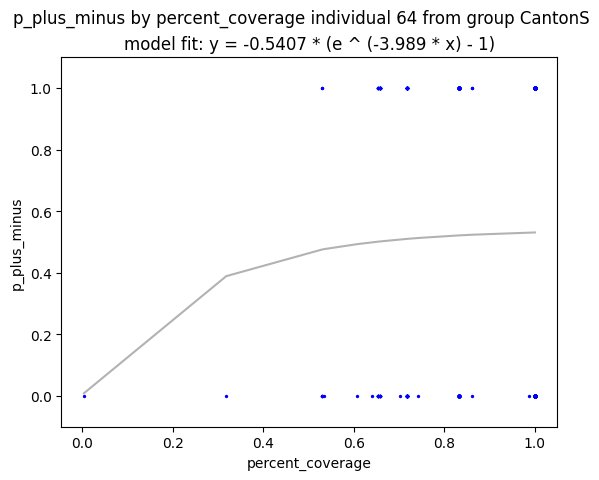 p_plus_minus by percent_coverage individual 64 from group CantonS
model fit: y = -0.5407 * (e ^ (-3.989 * x) - 1)
1.0
0.8
0.6
0.4
0.2
0.0
p_plus_minus
0.0 0.2 0.4 0.6 0.8 1.0
percent_coverage